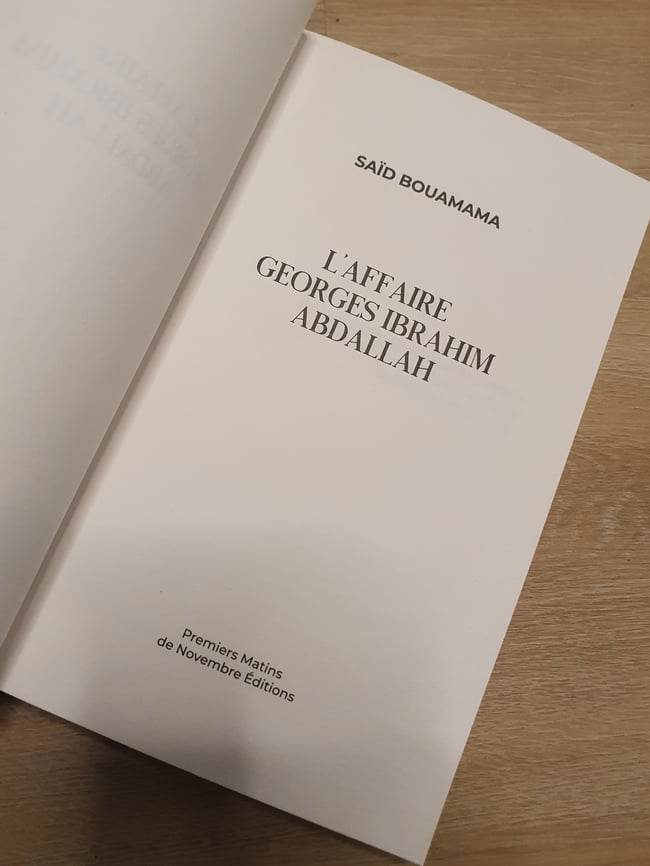 SAÏD BOUAMAMA
L'AFFAIRE
GEORGES IBRAHIM
ABDALLAH
Premiers Matins
de Novembre Éditions